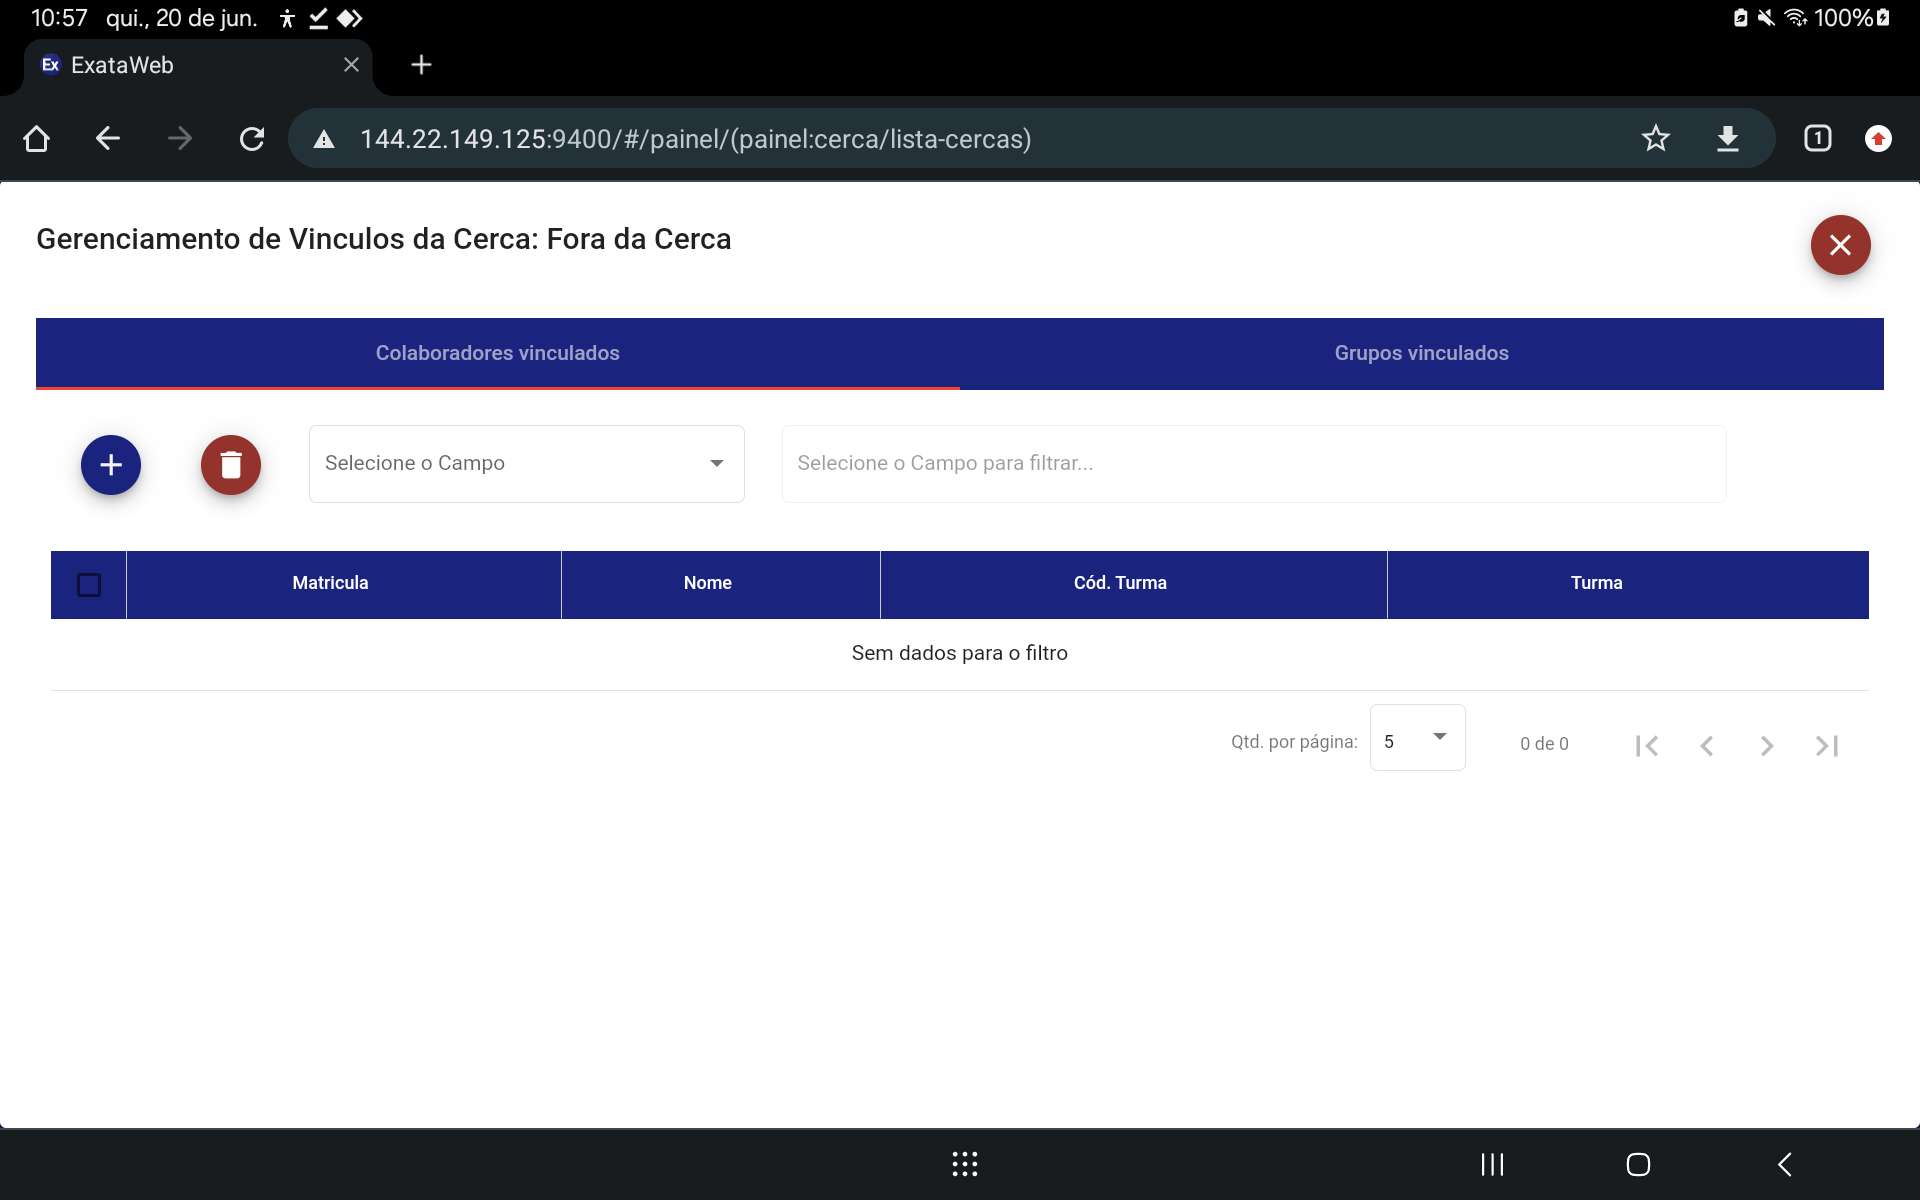 10:57 qui., 20 de jun. 100%
Ex ExataWeb
144.22.149.125:9400/#/painel/(painel:cerca/lista-cercas) 1
Gerenciamento de Vinculos da Cerca: Fora da Cerca
Colaboradores vinculados Grupos vinculados
Selecione o Campo Selecione o Campo para filtrar...
Matricula Nome Cód. Turma Turma
Sem dados para o filtro
Qtd. por página: 5 0 de 0